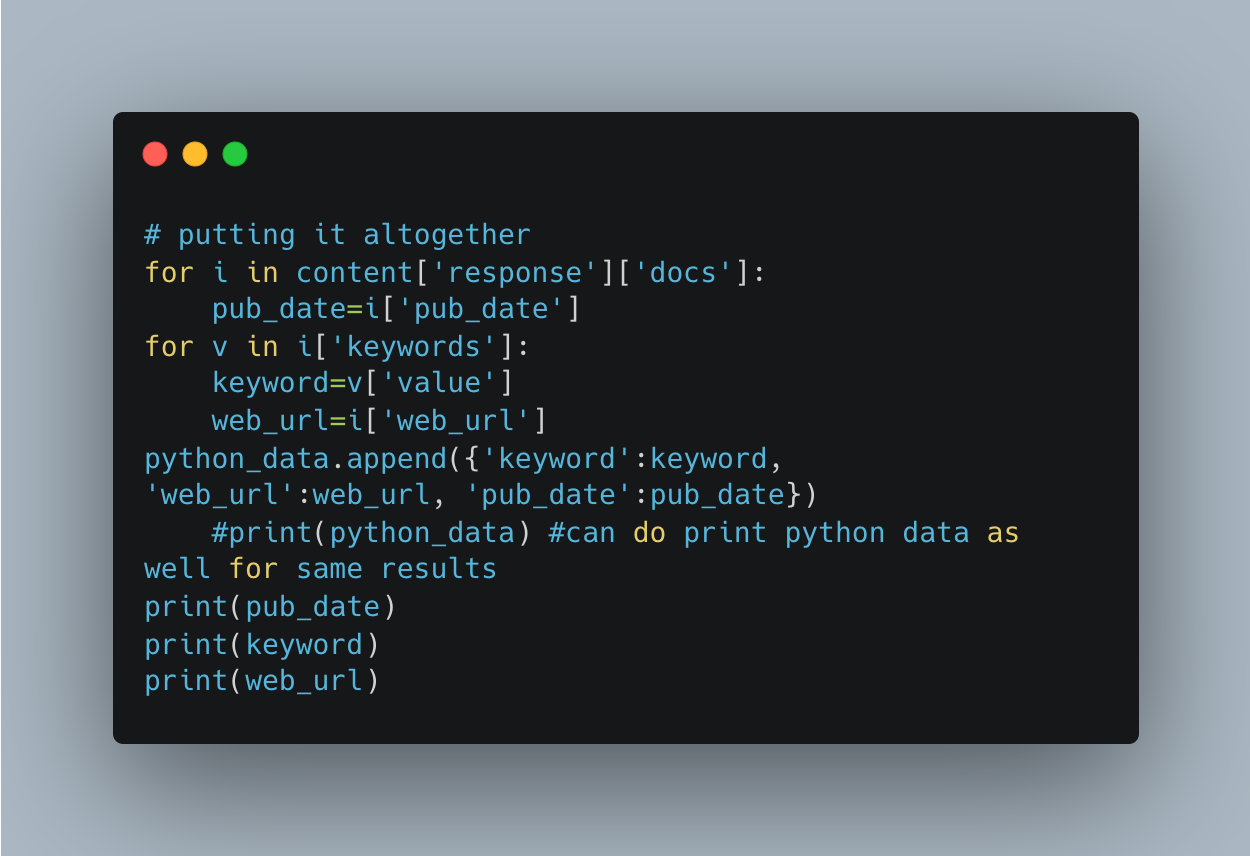 # putting it altogether
for i in content['response']['docs']:
    pub_date=i['pub_date']
for v in i['keywords']:
    keyword=v['value']
    web_url=i['web_url']
python_data.append({'keyword':keyword,
'web_url':web_url, 'pub_date':pub_date})
    #print(python_data) #can do print python data as
well for same results
print(pub_date)
print(keyword)
print(web_url)